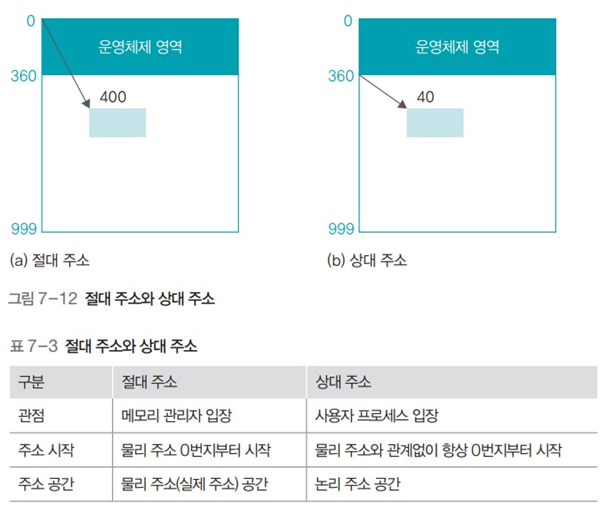 0
운영체제 영역
360
400
999
(a) 절대 주소
0
운영체제 영역
360
40
999
(b) 상대 주소
그림 7-12 절대 주소와 상대 주소
표 7-3 절대 주소와 상대 주소
구분 절대 주소 상대 주소
관점 메모리 관리자 입장 사용자 프로세스 입장
주소 시작 물리 주소 0번지부터 시작 물리 주소와 관계없이 항상 0번지부터 시작
주소 공간 물리 주소(실제 주소) 공간 논리 주소 공간